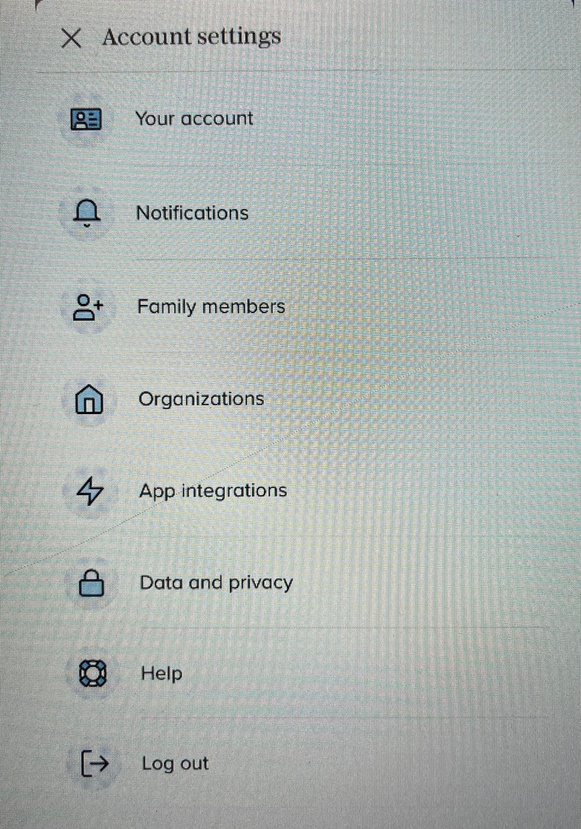 Account settings
Your account
Notifications
Family members
Organizations
App integrations
Data and privacy
Help
Log out